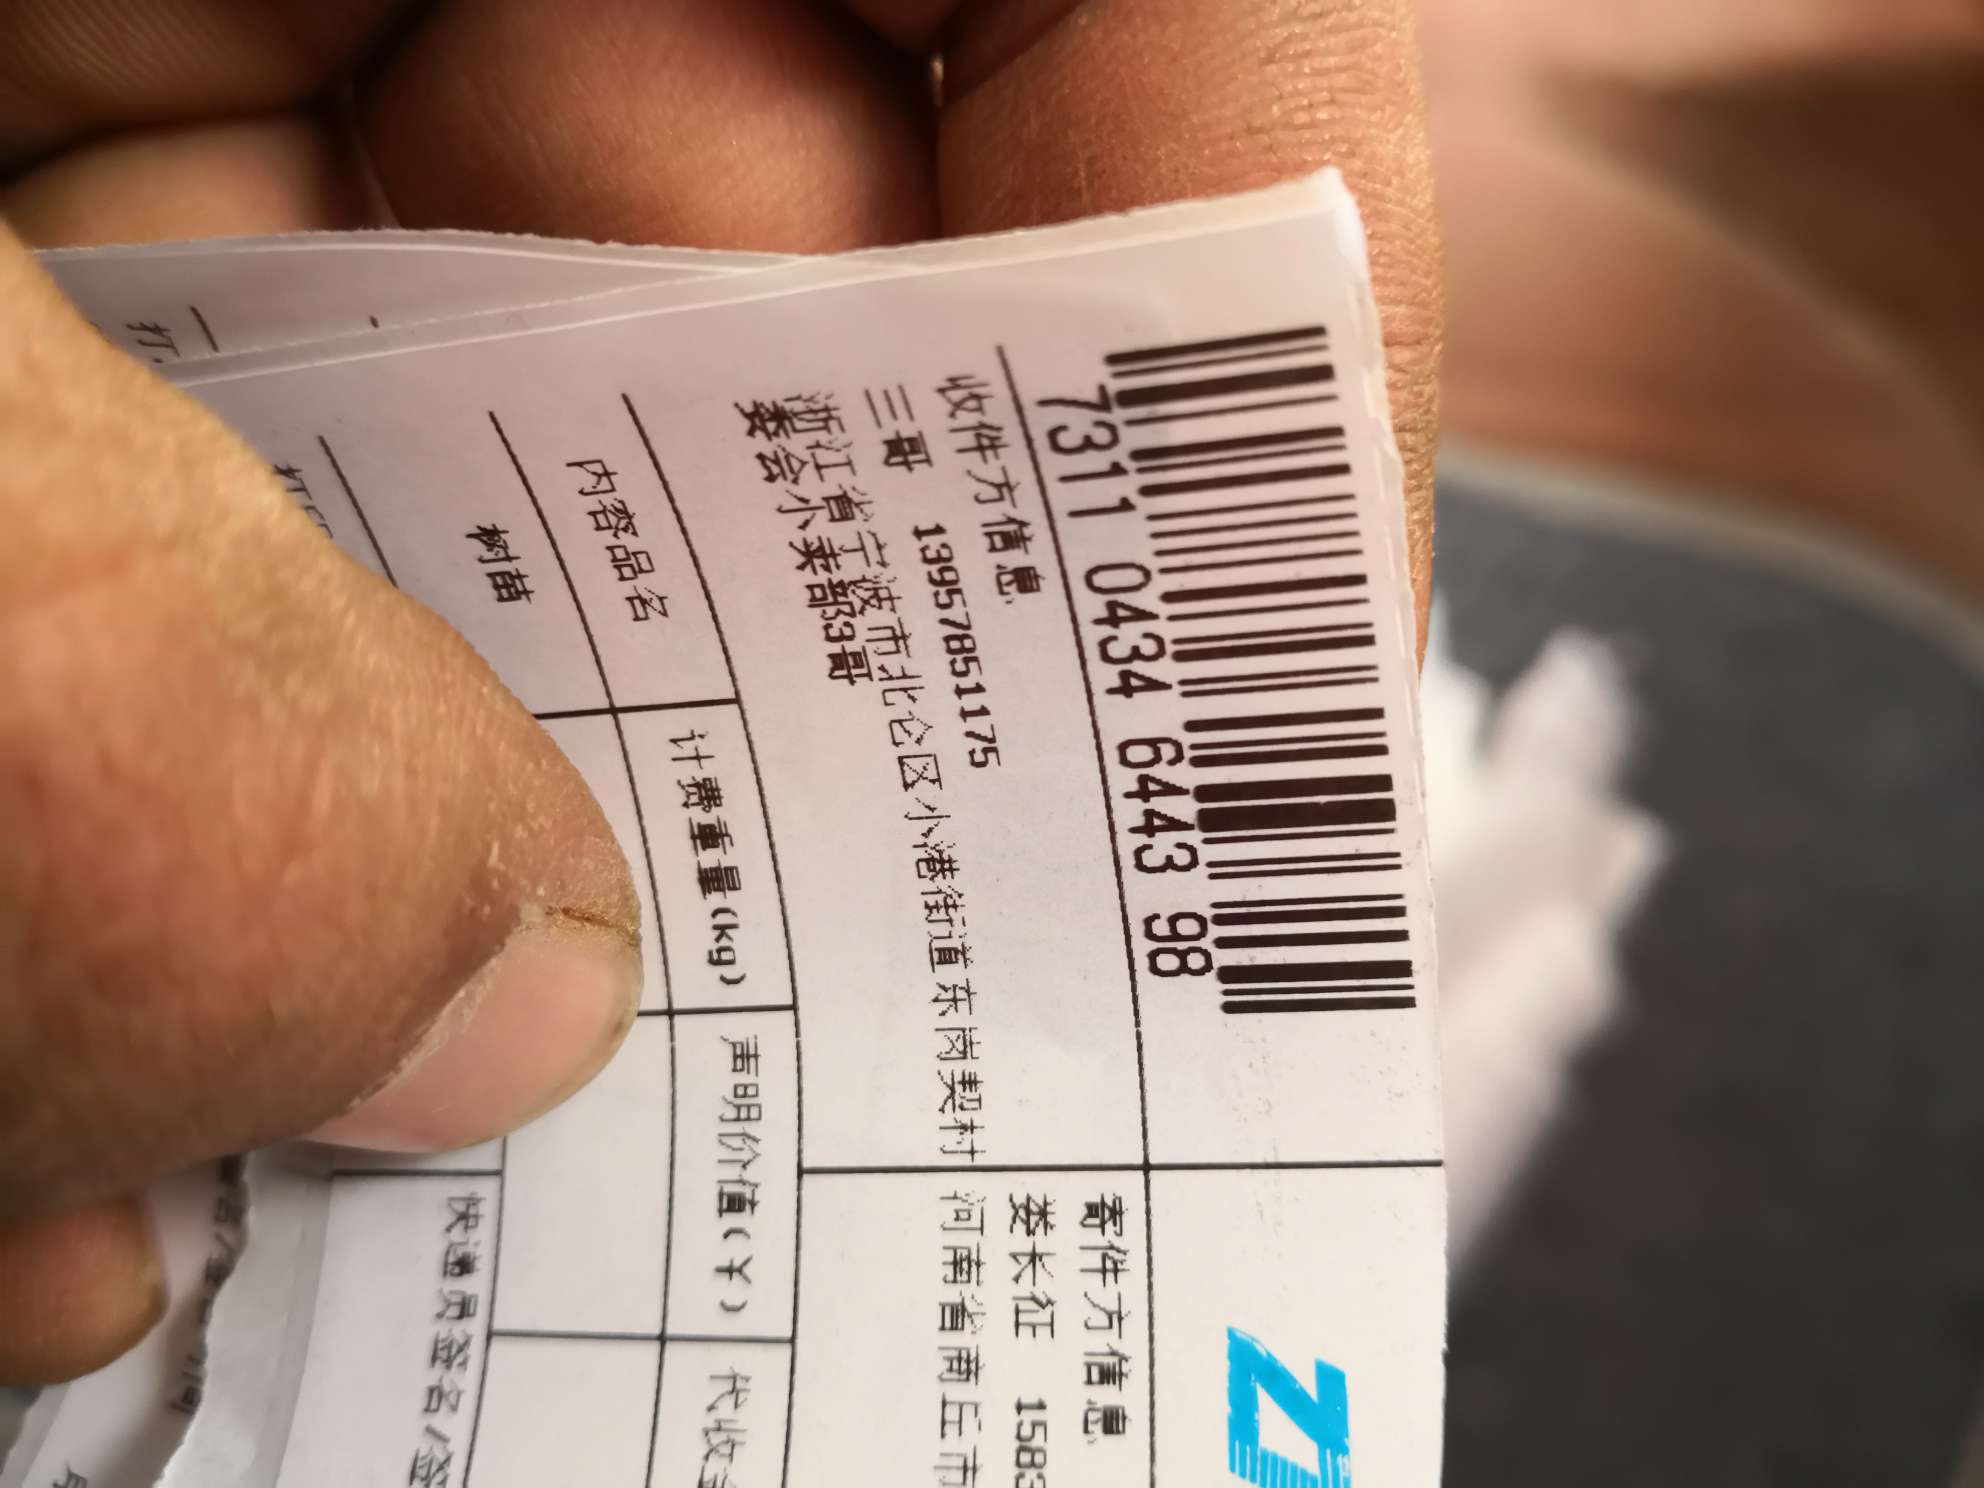 7311 0434 6443 98
收件方信息
三哥 13957851175
浙江省宁波市北仑区小港街道东岗契村
委会小卖部3哥
寄件方信息
娄长征 1583
河南省商丘市
内容品名
计费重量(kg)
声明价值(￥)
代收
树苗
快递员签名/签